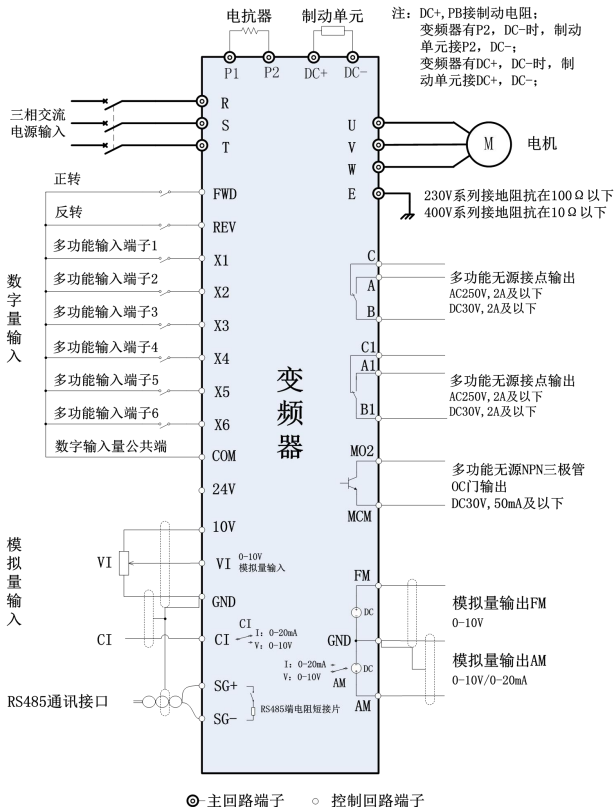 电抗器
制动单元
注: DC+,PB接制动电阻;
变频器有P2, DC-时, 制动
单元接P2, DC-;
变频器有DC+, DC-时, 制
动单元接DC+, DC-;
P1
P2
DC+
DC-
三相交流
电源输入
R
S
T
U
V
W
E
M
电机
230V系列接地阻抗在100Ω以下
400V系列接地阻抗在10Ω以下
数字量输入
正转
FWD
反转
REV
多功能输入端子1
X1
多功能输入端子2
X2
多功能输入端子3
X3
多功能输入端子4
X4
多功能输入端子5
X5
多功能输入端子6
X6
数字输入量公共端
COM
24V
变频器
C
A
B
多功能无源接点输出
AC250V,2A及以下
DC30V,2A及以下
C1
A1
B1
多功能无源接点输出
AC250V,2A及以下
DC30V,2A及以下
MO2
MCM
多功能无源NPN三极管
OC门输出
DC30V,50mA及以下
模拟量输入
10V
VI
VI
0-10V
模拟量输入
GND
CI
CI
CI
I: 0-20mA
V: 0-10V
FM
DC
模拟量输出FM
0-10V
GND
I: 0-20mA
V: 0-10V
AM
DC
模拟量输出AM
0-10V/0-20mA
AM
RS485通讯接口
SG+
SG-
RS485端电阻短接片
主回路端子
控制回路端子